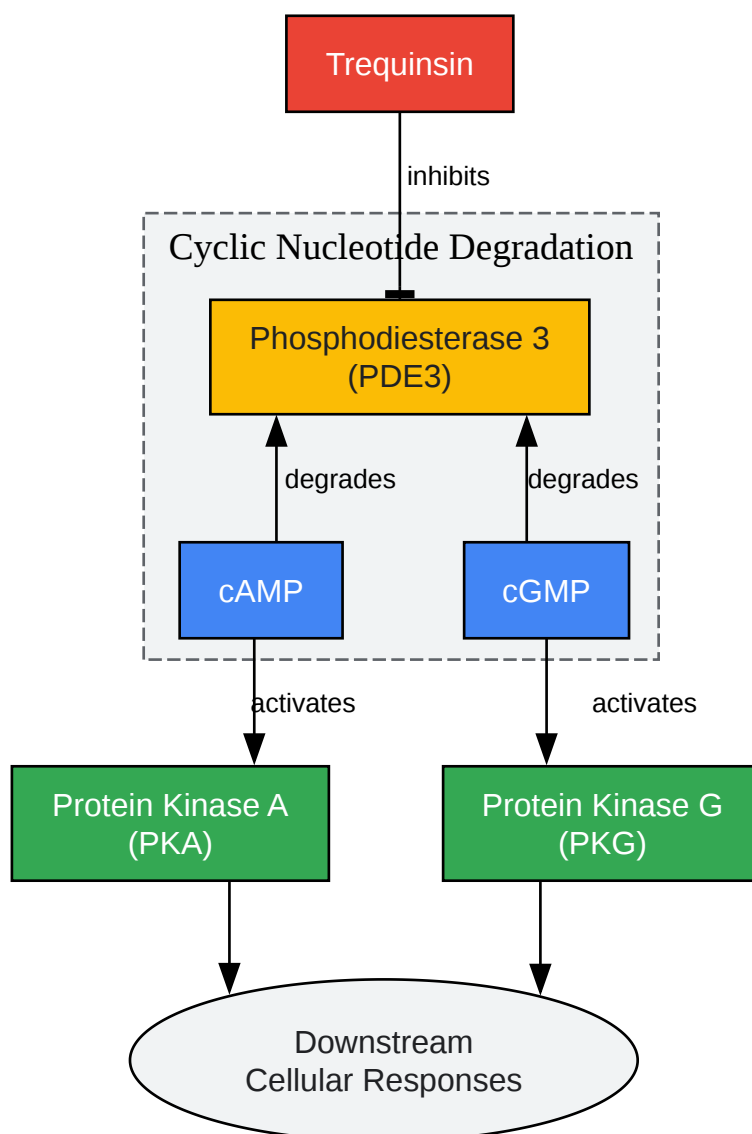 Trequinsin
inhibits
Cyclic Nucleotide Degradation
Phosphodiesterase 3
(PDE3)
degrades
degrades
cAMP
cGMP
activates
activates
Protein Kinase A
(PKA)
Protein Kinase G
(PKG)
Downstream
Cellular Responses